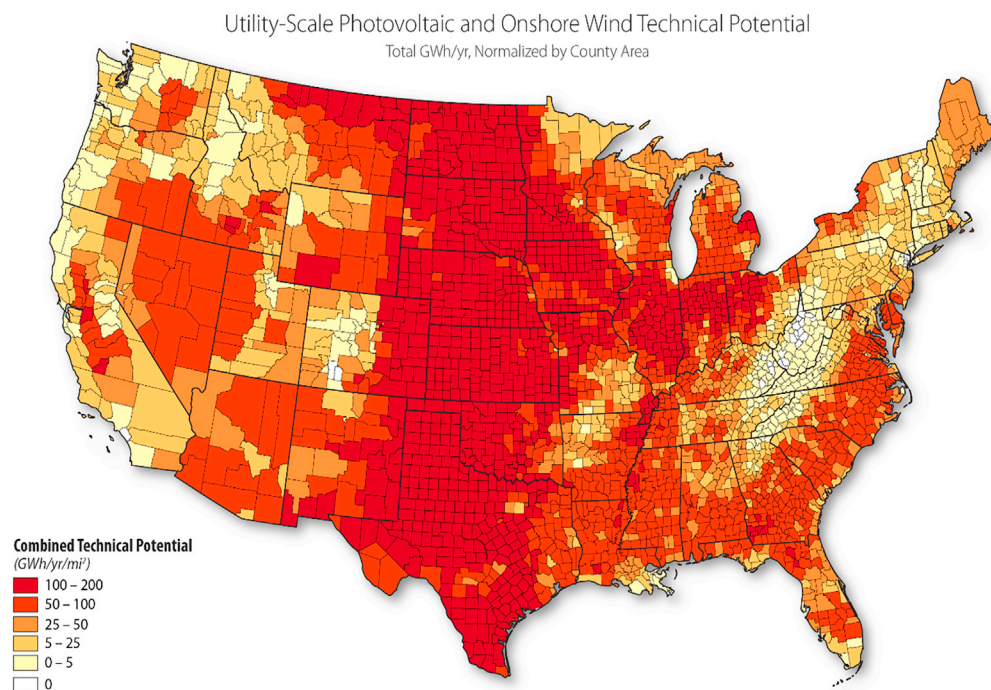 Utility-Scale Photovoltaic and Onshore Wind Technical Potential
Total GWh/yr, Normalized by County Area
Combined Technical Potential
(GWh/yr/mi²)
100 – 200
50 – 100
25 – 50
5 – 25
0 – 5
0